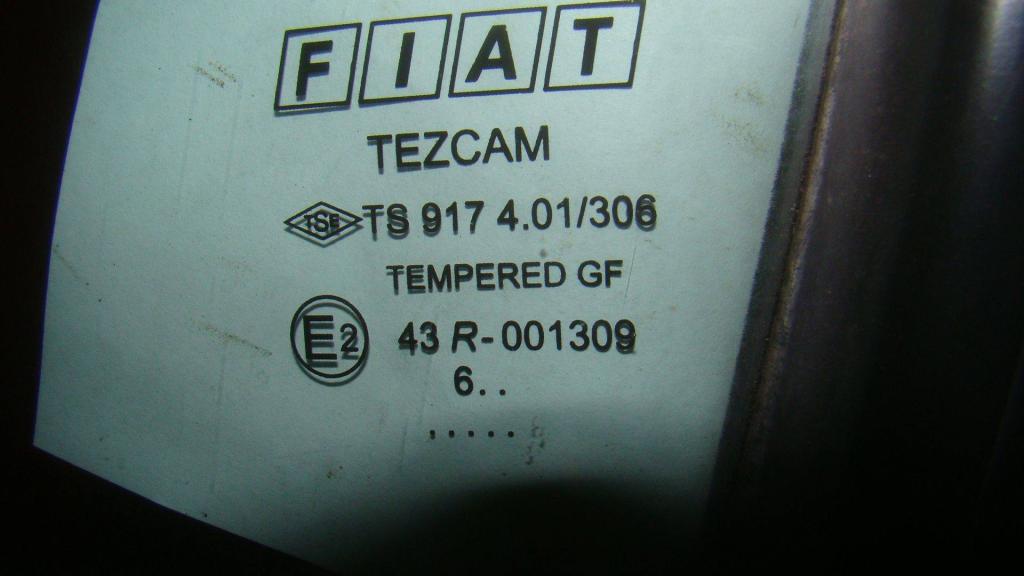 FIAT
TEZCAM
TSE TS 917 4.01/306
TEMPERED GF
E2 43 R-001309
6..
.....